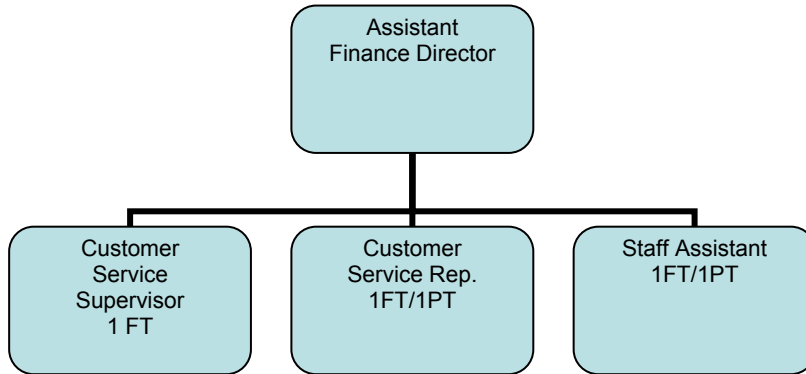 Assistant
Finance Director
Customer
Service
Supervisor
1 FT
Customer
Service Rep.
1FT/1PT
Staff Assistant
1FT/1PT